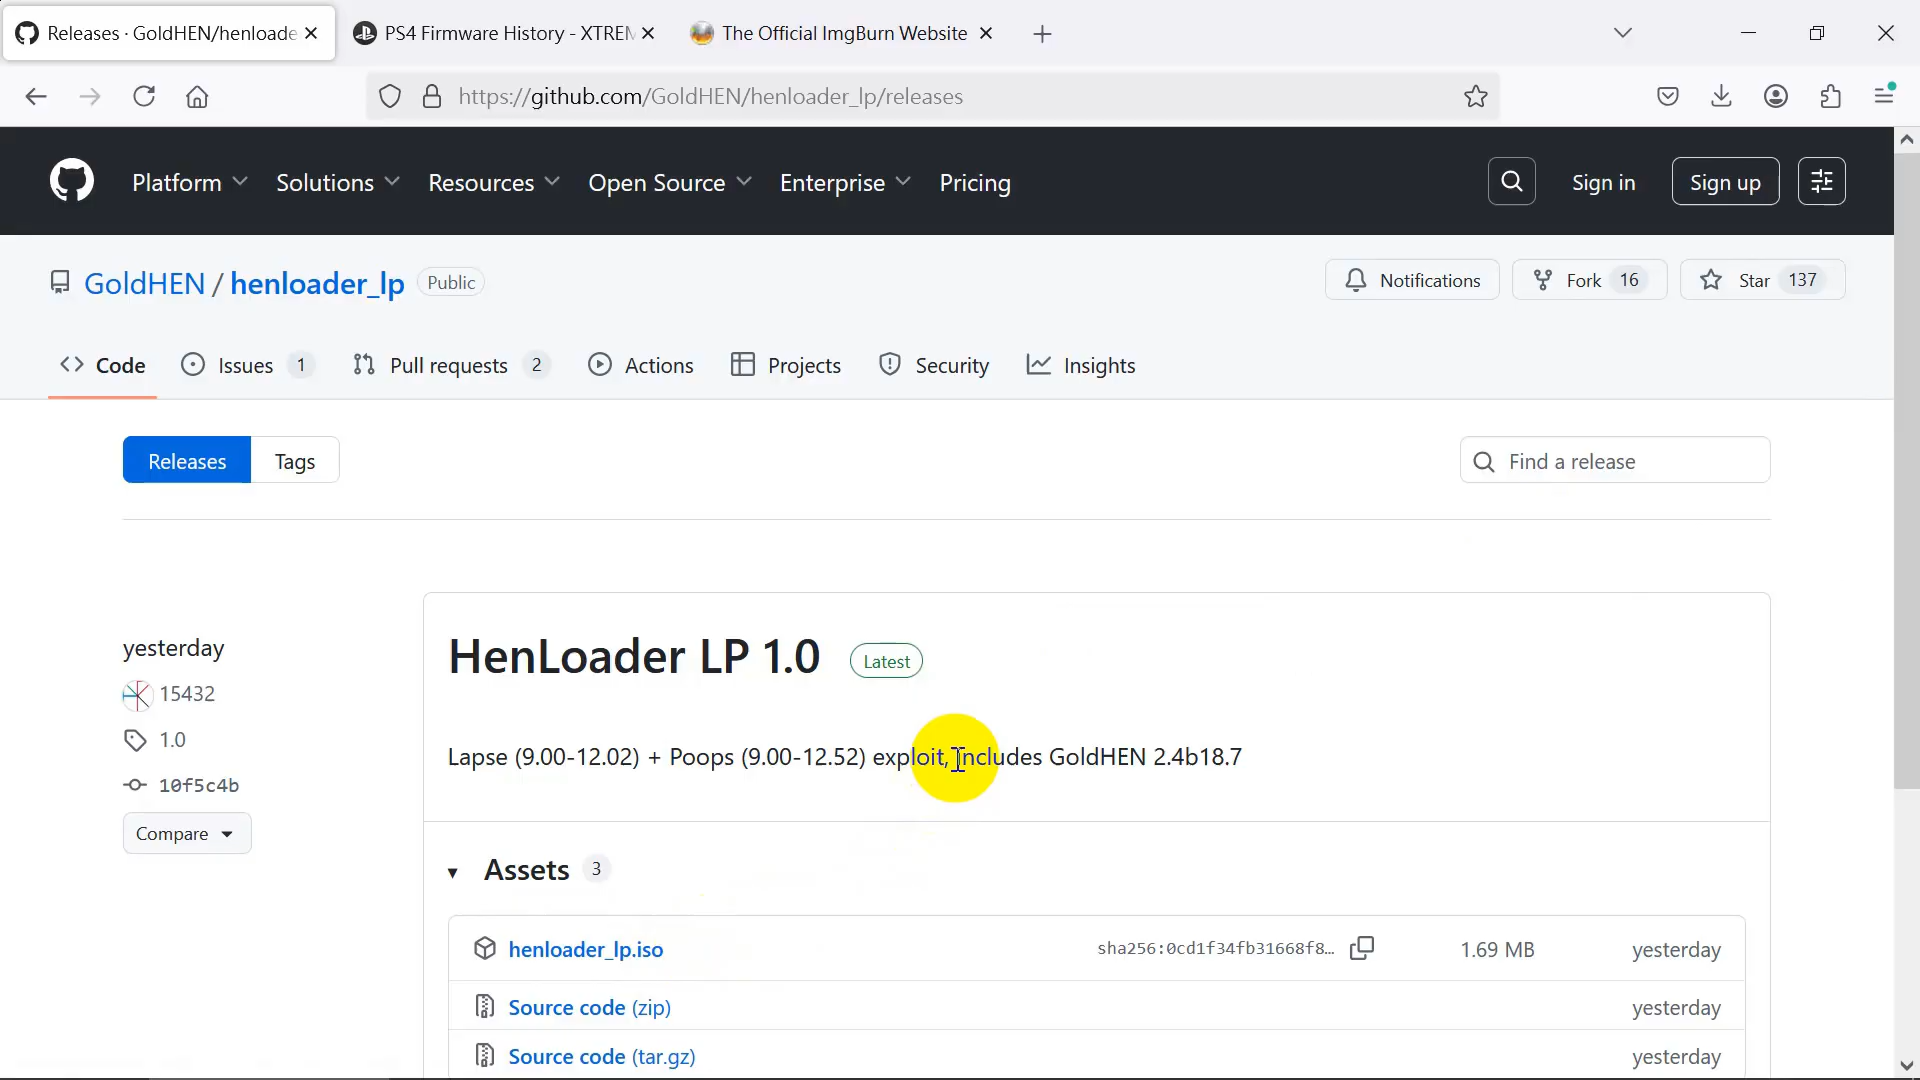 Releases · GoldHEN/henloade
PS4 Firmware History - XTREM
The Official ImgBurn Website
https://github.com/GoldHEN/henloader_lp/releases
Platform
Solutions
Resources
Open Source
Enterprise
Pricing
Sign in
Sign up
GoldHEN / henloader_lp
Public
Notifications
Fork 16
Star 137
Code
Issues 1
Pull requests 2
Actions
Projects
Security
Insights
Releases
Tags
Find a release
yesterday
15432
1.0
10f5c4b
Compare
HenLoader LP 1.0
Latest
Lapse (9.00-12.02) + Poops (9.00-12.52) exploit, includes GoldHEN 2.4b18.7
Assets 3
henloader_lp.iso
sha256:0cd1f34fb31668f8…
1.69 MB
yesterday
Source code (zip)
yesterday
Source code (tar.gz)
yesterday